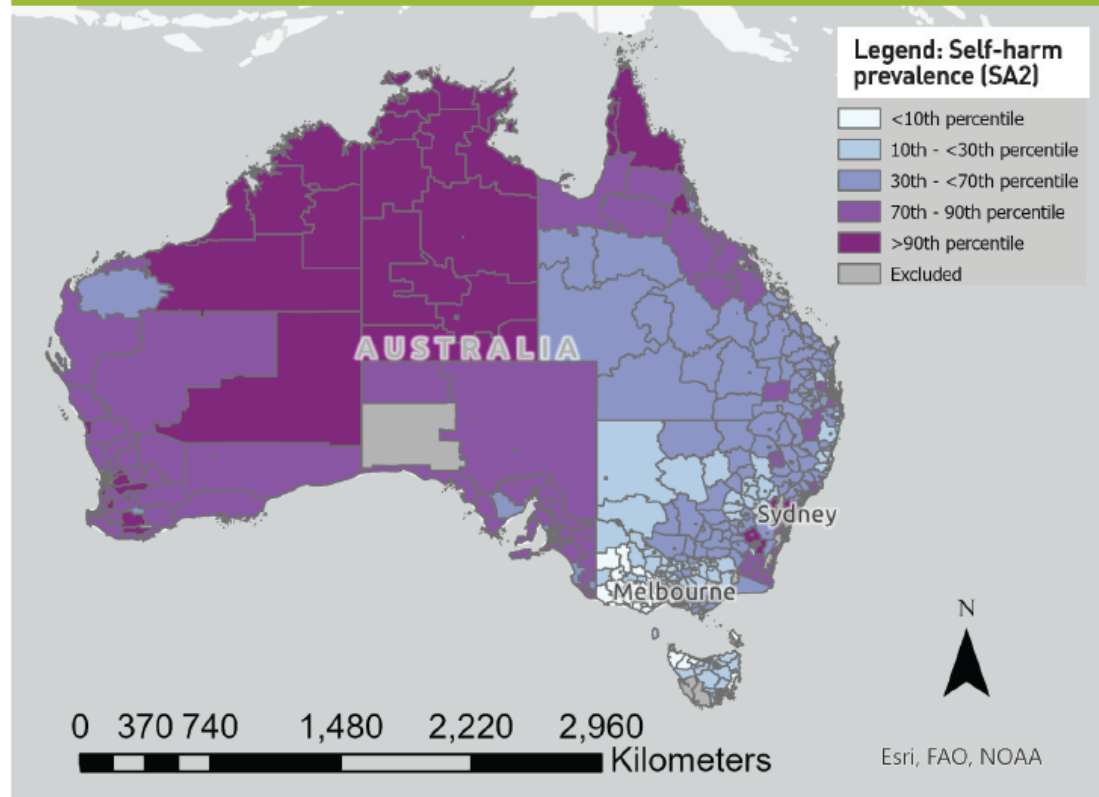 Legend: Self-harm
prevalence (SA2)
<10th percentile
10th - <30th percentile
30th - <70th percentile
70th - 90th percentile
>90th percentile
Excluded
AUSTRALIA
Sydney
Melbourne
N
0 370 740 1,480 2,220 2,960
Kilometers
Esri, FAO, NOAA